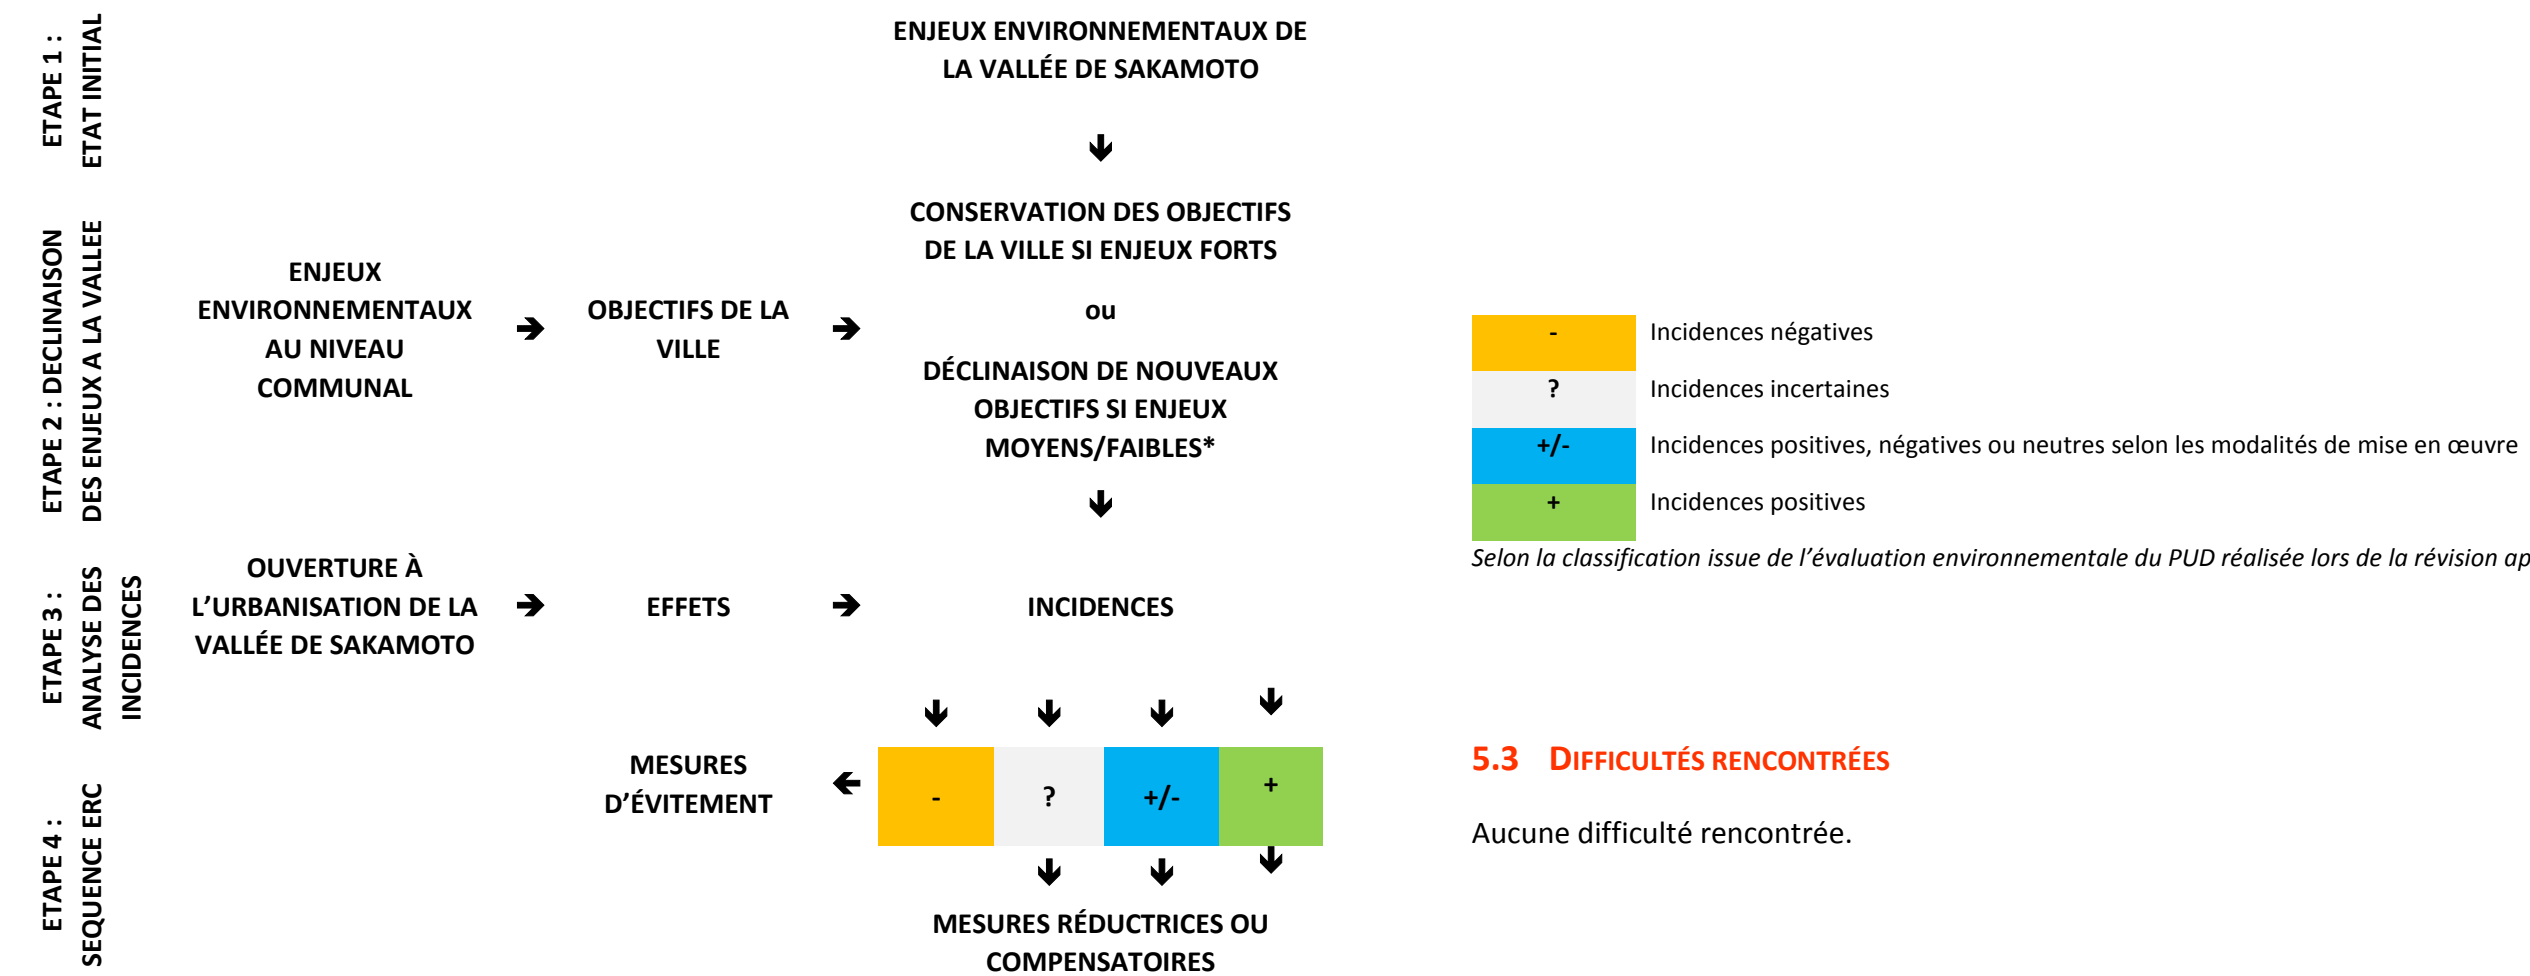 ETAPE 1 :
ETAT INITIAL
ENJEUX ENVIRONNEMENTAUX DE
LA VALLÉE DE SAKAMOTO
ETAPE 2 : DECLINAISON
DES ENJEUX A LA VALLEE
ENJEUX
ENVIRONNEMENTAUX
AU NIVEAU
COMMUNAL
OBJECTIFS DE LA
VILLE
CONSERVATION DES OBJECTIFS
DE LA VILLE SI ENJEUX FORTS
ou
DÉCLINAISON DE NOUVEAUX
OBJECTIFS SI ENJEUX
MOYENS/FAIBLES*
ETAPE 3 :
ANALYSE DES
INCIDENCES
OUVERTURE À
L'URBANISATION DE LA
VALLÉE DE SAKAMOTO
EFFETS
INCIDENCES
ETAPE 4 :
SEQUENCE ERC
MESURES
D'ÉVITEMENT
- ? +/- +
MESURES RÉDUCTRICES OU
COMPENSATOIRES
- Incidences négatives
? Incidences incertaines
+/- Incidences positives, négatives ou neutres selon les modalités de mise en œuvre
+ Incidences positives
Selon la classification issue de l'évaluation environnementale du PUD réalisée lors de la révision
5.3 DIFFICULTÉS RENCONTRÉES
Aucune difficulté rencontrée.